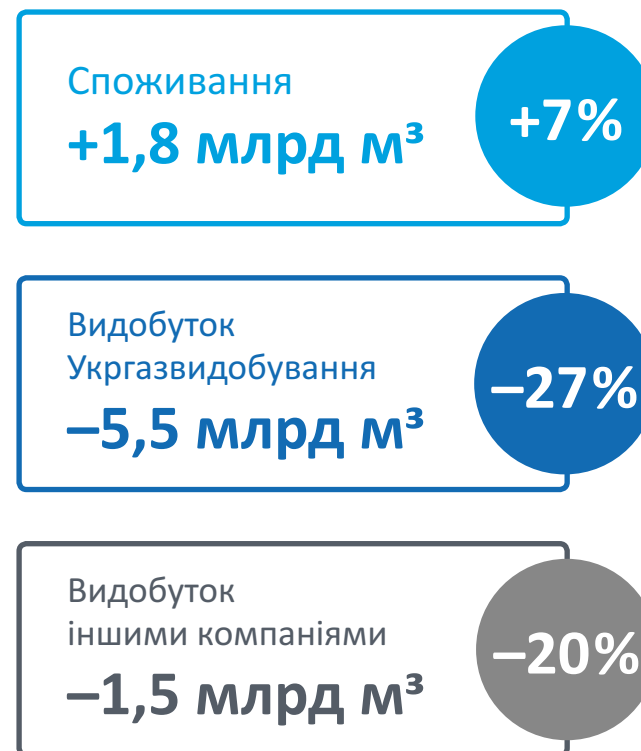 Споживання
+1,8 млрд м³
+7%
Видобуток
Укргазвидобування
–5,5 млрд м³
–27%
Видобуток
іншими компаніями
–1,5 млрд м³
–20%